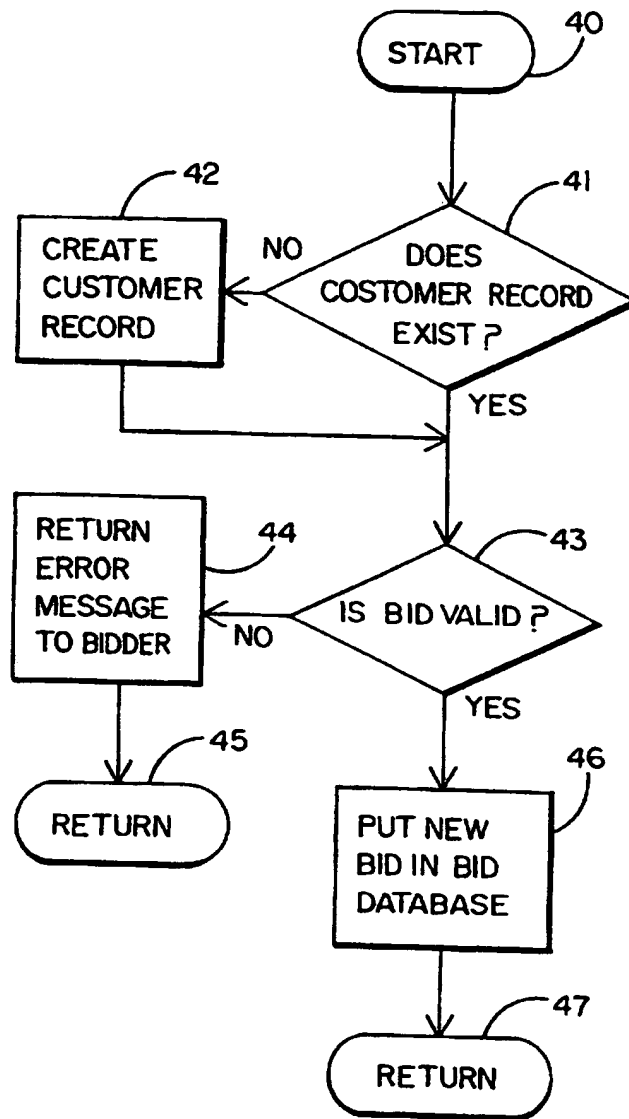 START
40
42
41
CREATE
CUSTOMER
RECORD
NO
DOES
COSTOMER RECORD
EXIST?
YES
RETURN
ERROR
MESSAGE
TO BIDDER
44
43
NO
IS BID VALID?
YES
45
RETURN
46
PUT NEW
BID IN BID
DATABASE
47
RETURN